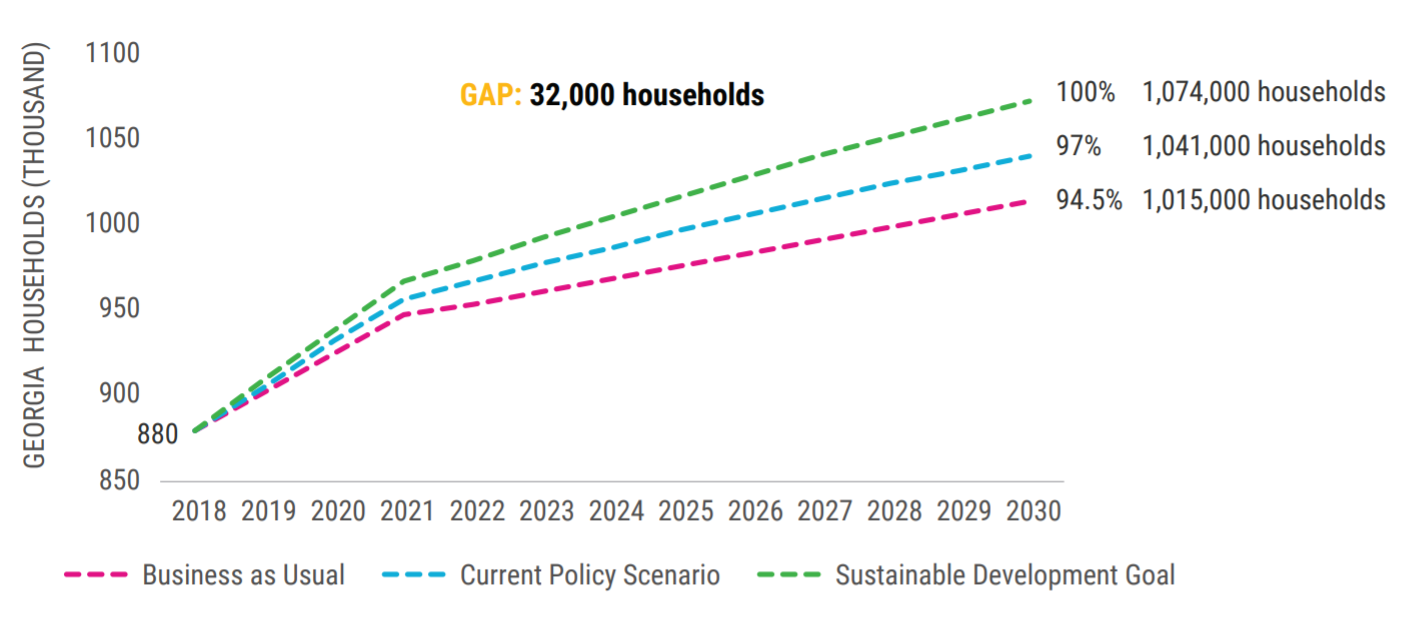 GEORGIA HOUSEHOLDS (THOUSAND)
1100
1050
1000
950
900
880
850
GAP: 32,000 households
100% 1,074,000 households
97% 1,041,000 households
94.5% 1,015,000 households
2018 2019 2020 2021 2022 2023 2024 2025 2026 2027 2028 2029 2030
Business as Usual Current Policy Scenario Sustainable Development Goal